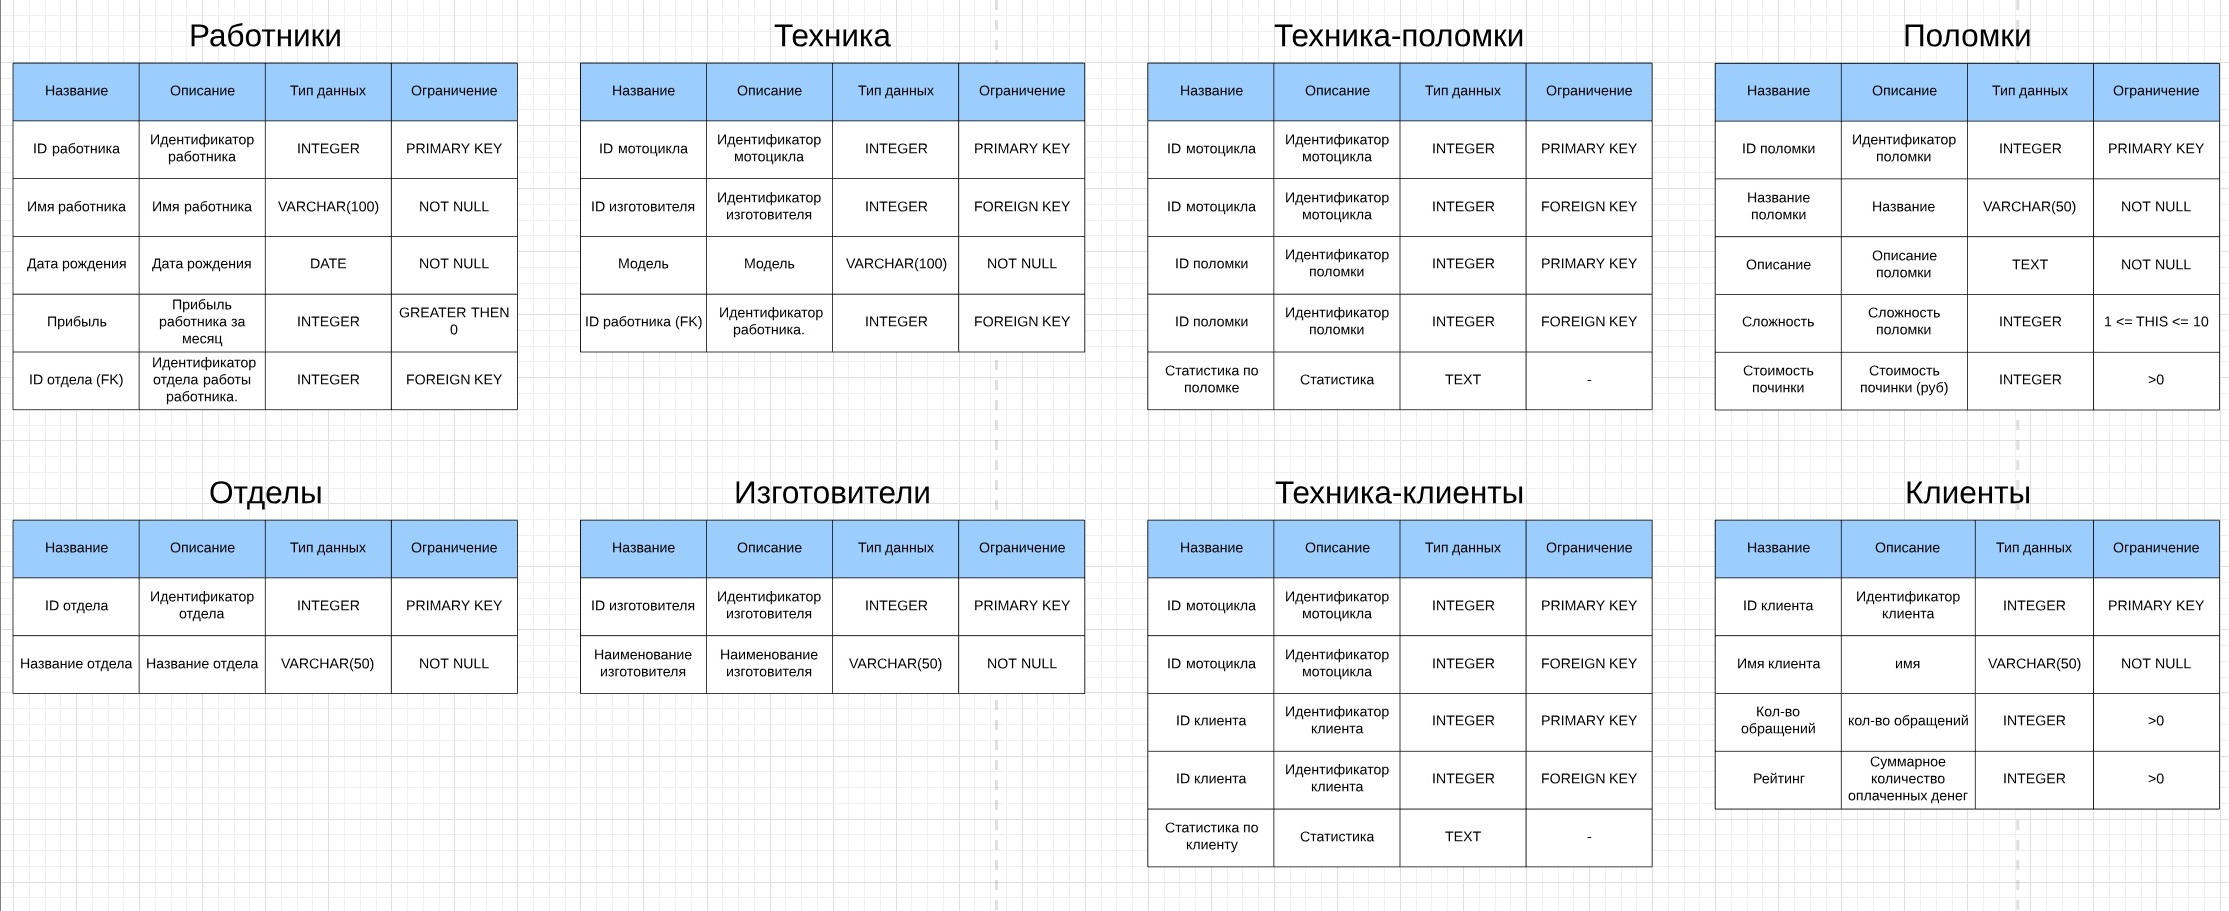 Работники
Название Описание Тип данных Ограничение
ID работника Идентификатор работника INTEGER PRIMARY KEY
Имя работника Имя работника VARCHAR(100) NOT NULL
Дата рождения Дата рождения DATE NOT NULL
Прибыль Прибыль работника за месяц INTEGER GREATER THEN 0
ID отдела (FK) Идентификатор отдела работы работника. INTEGER FOREIGN KEY
Техника
Название Описание Тип данных Ограничение
ID мотоцикла Идентификатор мотоцикла INTEGER PRIMARY KEY
ID изготовителя Идентификатор изготовителя INTEGER FOREIGN KEY
Модель Модель VARCHAR(100) NOT NULL
ID работника (FK) Идентификатор работника. INTEGER FOREIGN KEY
Техника-поломки
Название Описание Тип данных Ограничение
ID мотоцикла Идентификатор мотоцикла INTEGER PRIMARY KEY
ID мотоцикла Идентификатор мотоцикла INTEGER FOREIGN KEY
ID поломки Идентификатор поломки INTEGER PRIMARY KEY
ID поломки Идентификатор поломки INTEGER FOREIGN KEY
Статистика по поломке Статистика TEXT -
Поломки
Название Описание Тип данных Ограничение
ID поломки Идентификатор поломки INTEGER PRIMARY KEY
Название поломки Название VARCHAR(50) NOT NULL
Описание Описание поломки TEXT NOT NULL
Сложность Сложность поломки INTEGER 1 <= THIS <= 10
Стоимость починки Стоимость починки (руб) INTEGER >0
Отделы
Название Описание Тип данных Ограничение
ID отдела Идентификатор отдела INTEGER PRIMARY KEY
Название отдела Название отдела VARCHAR(50) NOT NULL
Изготовители
Название Описание Тип данных Ограничение
ID изготовителя Идентификатор изготовителя INTEGER PRIMARY KEY
Наименование изготовителя Наименование изготовителя VARCHAR(50) NOT NULL
Техника-клиенты
Название Описание Тип данных Ограничение
ID мотоцикла Идентификатор мотоцикла INTEGER PRIMARY KEY
ID мотоцикла Идентификатор мотоцикла INTEGER FOREIGN KEY
ID клиента Идентификатор клиента INTEGER PRIMARY KEY
ID клиента Идентификатор клиента INTEGER FOREIGN KEY
Статистика по клиенту Статистика TEXT -
Клиенты
Название Описание Тип данных Ограничение
ID клиента Идентификатор клиента INTEGER PRIMARY KEY
Имя клиента имя VARCHAR(50) NOT NULL
Кол-во обращений кол-во обращений INTEGER >0
Рейтинг Суммарное количество оплаченных денег INTEGER >0